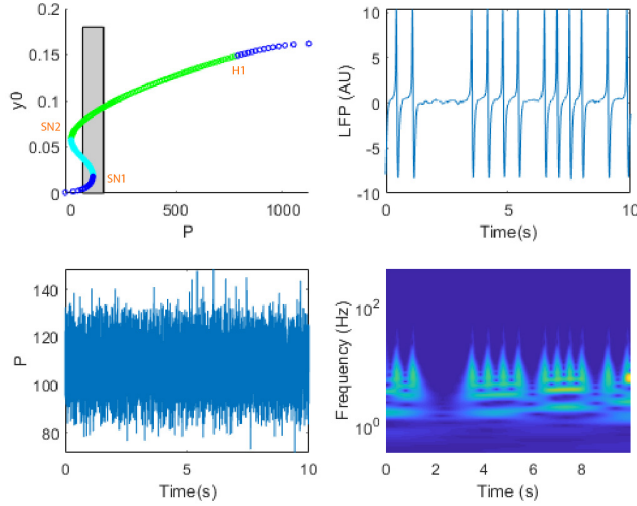 0.2
0.15
0.1
0.05
0
y0
H1
SN2
SN1
0 500 1000
P
10
5
0
-5
-10
LFP (AU)
0 5 10
Time(s)
140
120
100
80
P
0 5 10
Time(s)
10²
10⁰
Frequency (Hz)
0 2 4 6 8
Time (s)